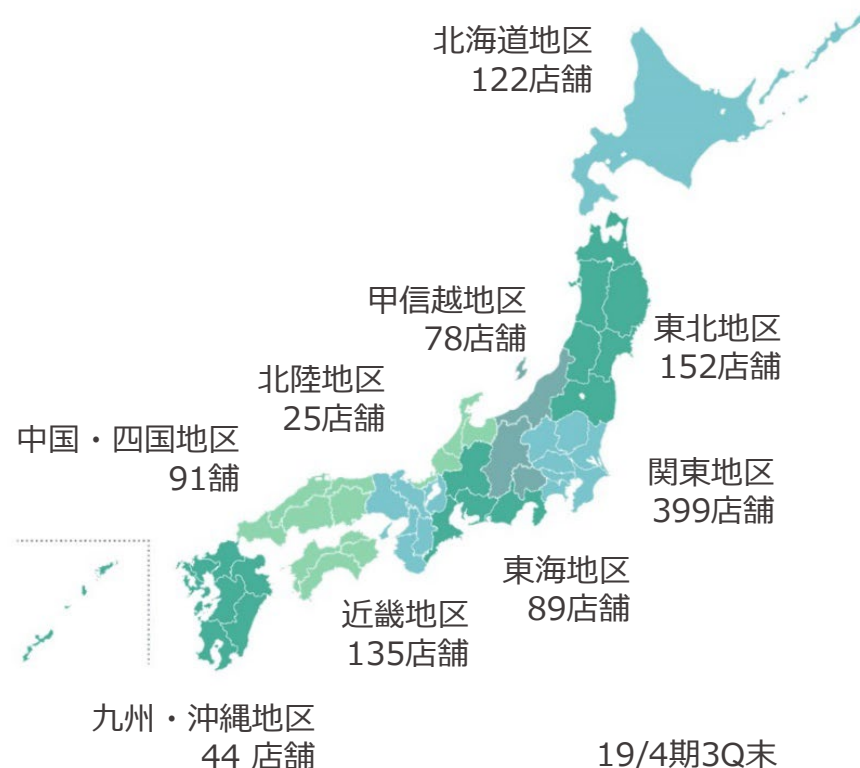 北海道地区
122店舗
甲信越地区
78店舗
東北地区
152店舗
北陸地区
25店舗
中国・四国地区
91舗
関東地区
399店舗
東海地区
89店舗
近畿地区
135店舗
九州・沖縄地区
44 店舗
19/4期3Q末